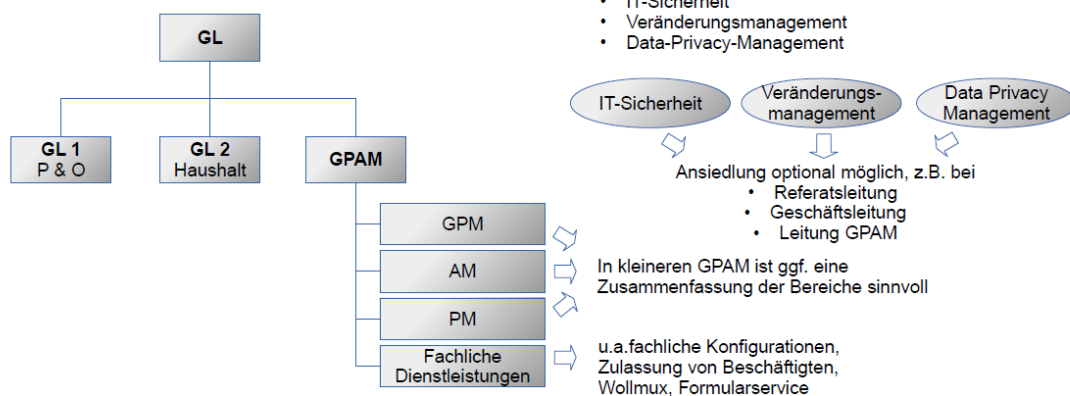 • IT-Sicherheit
• Veränderungsmanagement
• Data-Privacy-Management
GL
IT-Sicherheit
Veränderungs-
management
Data Privacy
Management
GL 1
P & O
GL 2
Haushalt
GPAM
Ansiedlung optional möglich, z.B. bei
• Referatsleitung
• Geschäftsleitung
• Leitung GPAM
GPM
AM
PM
In kleineren GPAM ist ggf. eine
Zusammenfassung der Bereiche sinnvoll
Fachliche
Dienstleistungen
u.a.fachliche Konfigurationen,
Zulassung von Beschäftigten,
Wollmux, Formularservice